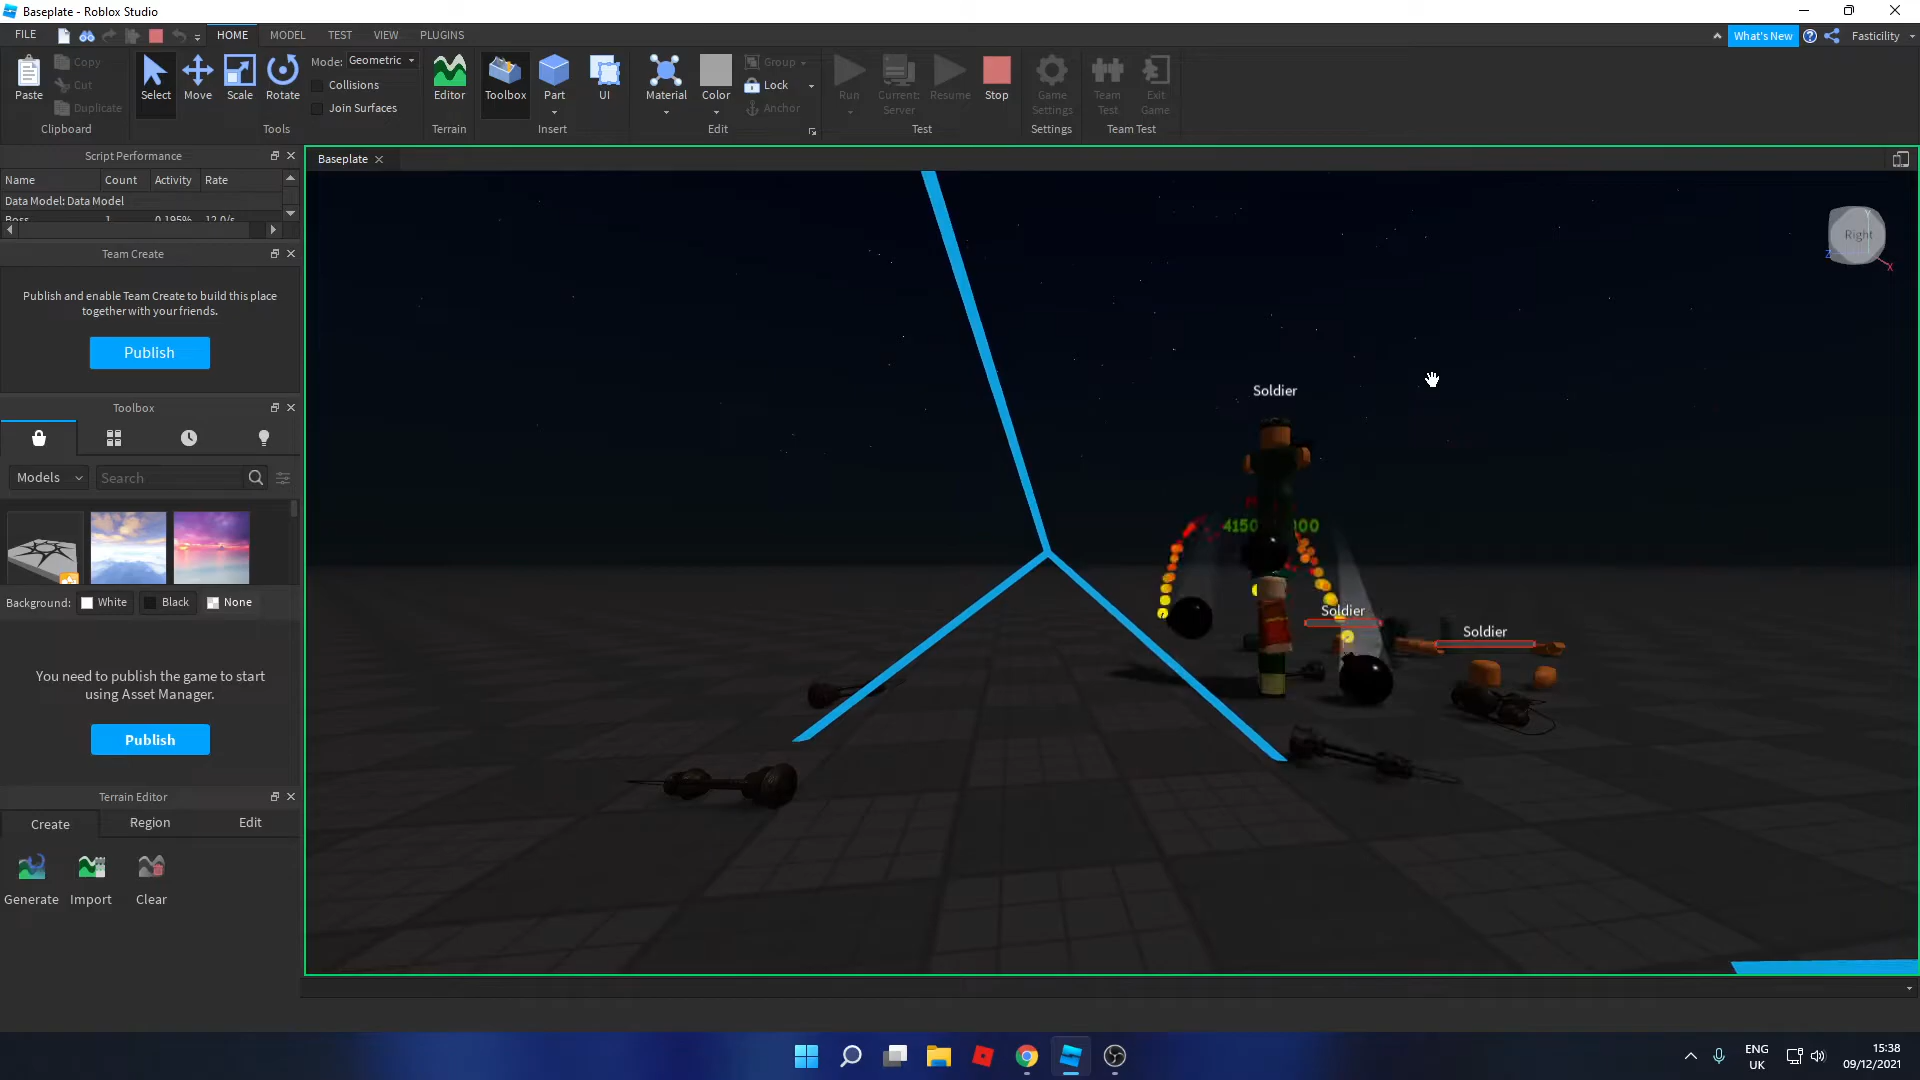 Baseplate - Roblox Studio
FILE
HOME
MODEL
TEST
VIEW
PLUGINS
What's New
Fasticility
Paste
Copy
Cut
Duplicate
Clipboard
Select
Move
Scale
Rotate
Mode: Geometric
Collisions
Join Surfaces
Tools
Editor
Terrain
Toolbox
Part
UI
Insert
Material
Color
Group
Lock
Anchor
Edit
Run
Current:
Server
Resume
Stop
Test
Game
Settings
Settings
Team
Test
Exit
Game
Team Test
Script Performance
Name Count Activity Rate
Data Model: Data Model
Boss 1 0.195% 12.0/s
Team Create
Publish and enable Team Create to build this place
together with your friends.
Publish
Toolbox
Models
Search
Background: White Black None
You need to publish the game to start
using Asset Manager.
Publish
Terrain Editor
Create Region Edit
Generate Import Clear
Baseplate
Right
Y
Z
X
Soldier
Soldier
Soldier
ENG
UK
15:38
09/12/2021